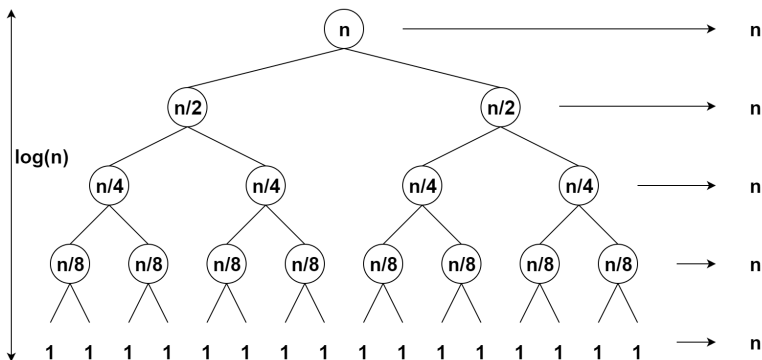 n n
n/2 n/2 n
log(n)
n/4 n/4 n/4 n/4 n
n/8 n/8 n/8 n/8 n/8 n/8 n/8 n/8 n
1 1 1 1 1 1 1 1 1 1 1 1 1 1 1 1 n